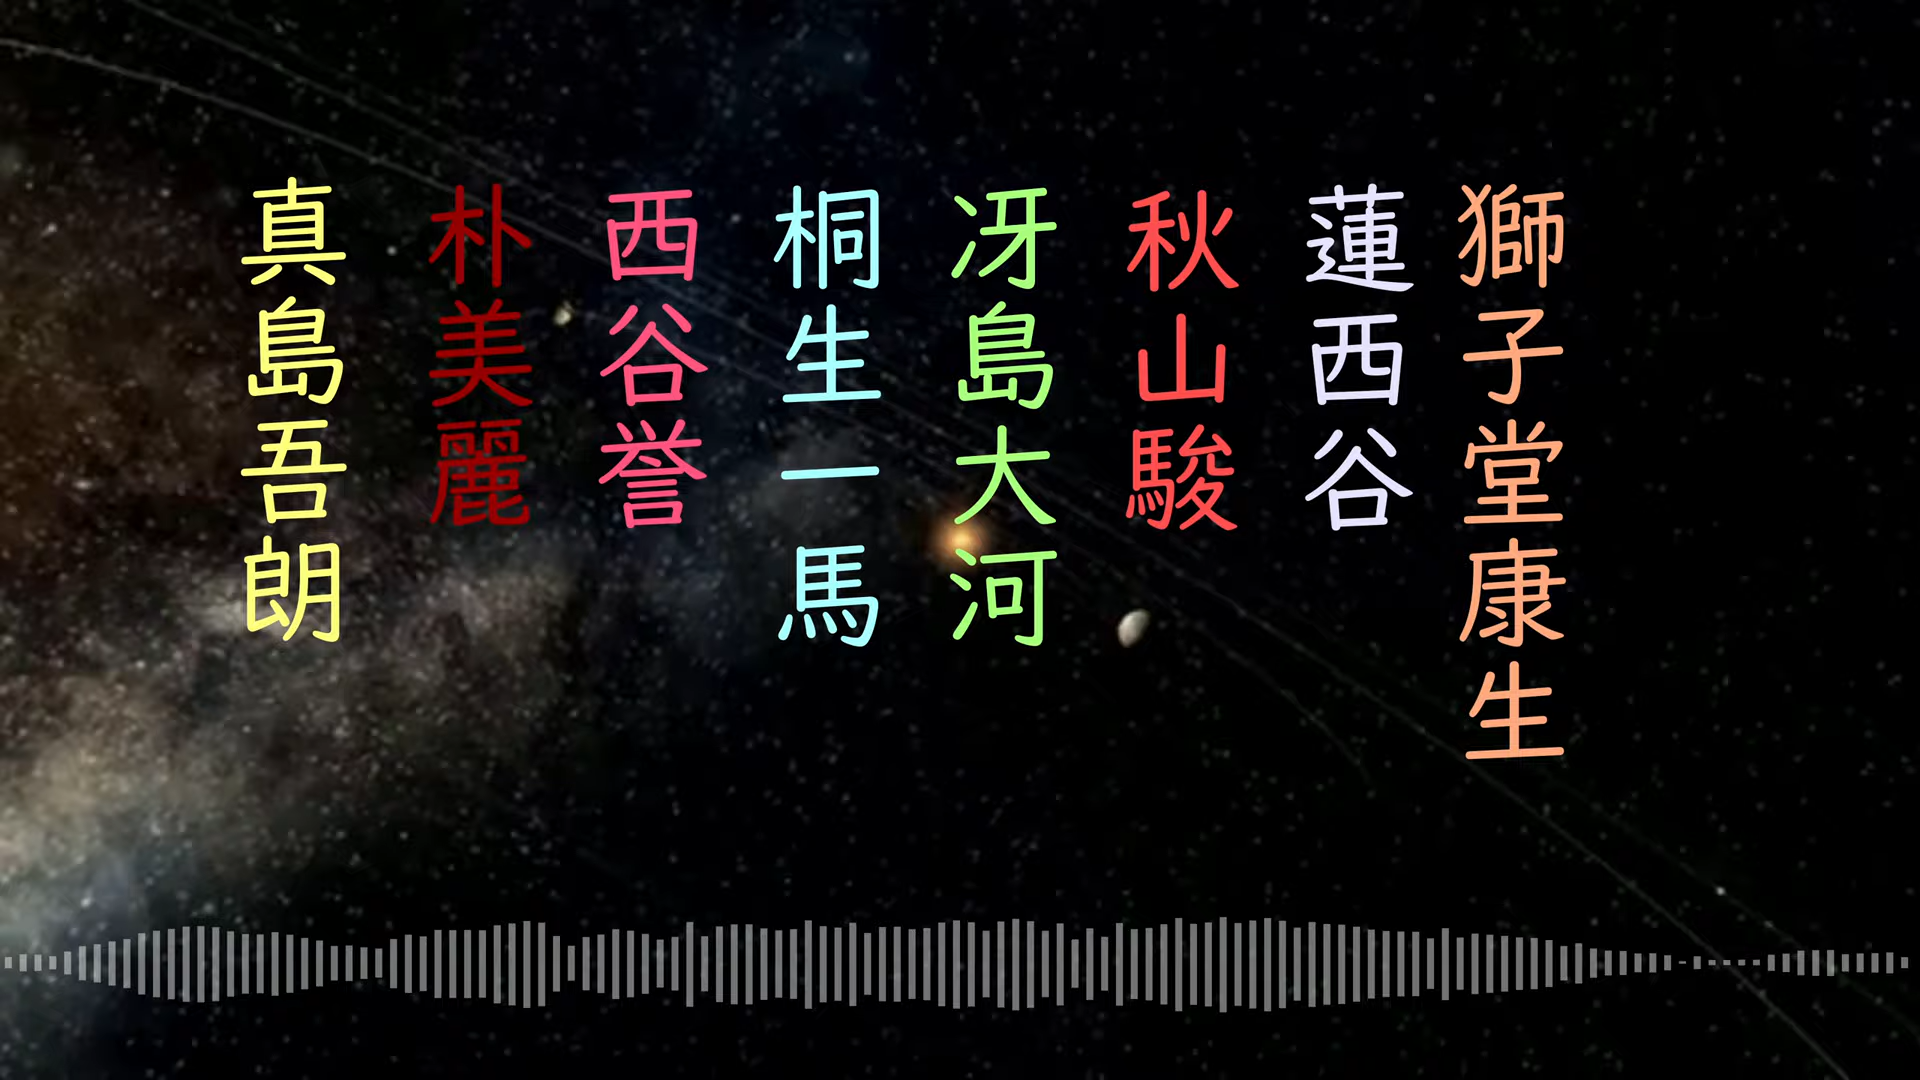 獅子堂康生
蓮西谷
秋山駿
冴島大河
桐生一馬
西谷誉
朴美麗
真島吾朗